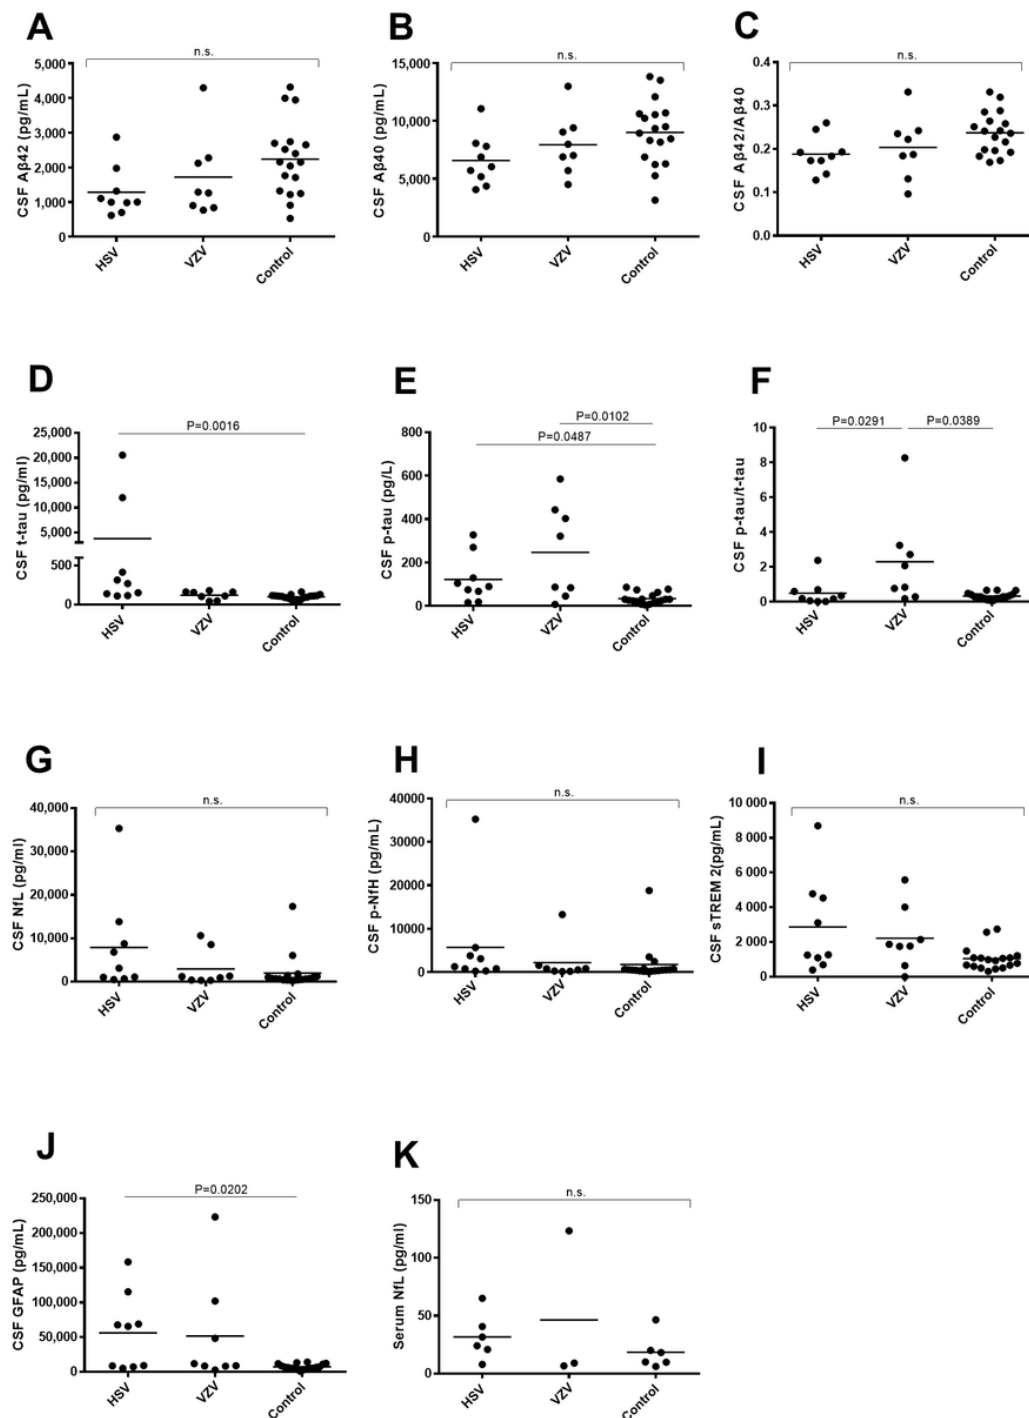 A
n.s.
CSF Aβ42 (pg/mL)
5,000
4,000
3,000
2,000
1,000
0
HSV
VZV
Control
B
n.s.
CSF Aβ40 (pg/mL)
15,000
10,000
5,000
0
HSV
VZV
Control
C
n.s.
CSF Aβ42/Aβ40
0.4
0.3
0.2
0.1
0.0
HSV
VZV
Control
D
P=0.0016
CSF t-tau (pg/ml)
25,000
20,000
15,000
10,000
5,000
500
0
HSV
VZV
Control
E
P=0.0102
P=0.0487
CSF p-tau (pg/L)
800
600
400
200
0
HSV
VZV
Control
F
P=0.0291
P=0.0389
CSF p-tau/t-tau
10
8
6
4
2
0
HSV
VZV
Control
G
n.s.
CSF NfL (pg/ml)
40,000
30,000
20,000
10,000
0
HSV
VZV
Control
H
n.s.
CSF p-NfH (pg/mL)
40000
30000
20000
10000
0
HSV
VZV
Control
I
n.s.
CSF sTREM 2(pg/mL)
10 000
8 000
6 000
4 000
2 000
0
HSV
VZV
Control
J
P=0.0202
CSF GFAP (pg/mL)
250,000
200,000
150,000
100,000
50,000
0
HSV
VZV
Control
K
n.s.
Serum NfL (pg/ml)
150
100
50
0
HSV
VZV
Control